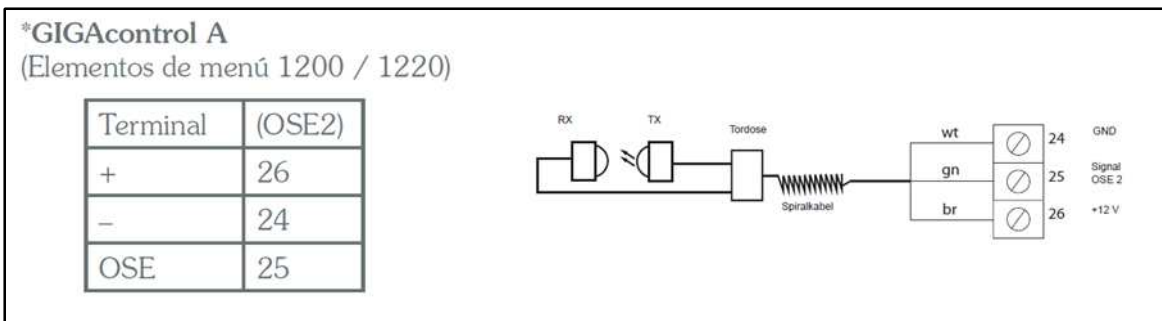 *GIGAcontrol A
(Elementos de menú 1200 / 1220)
Terminal (OSE2)
+ 26
– 24
OSE 25
RX TX Tordose
Spiralkabel
wt 24 GND
gn 25 Signal OSE 2
br 26 +12 V